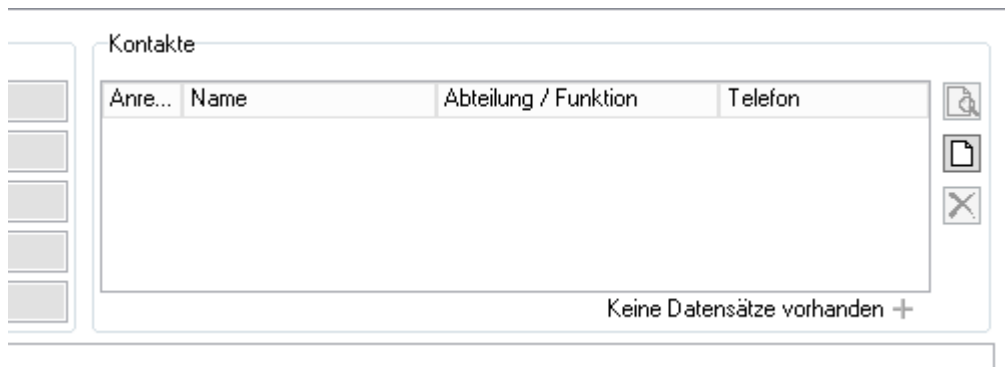 Kontakte
Anre... Name Abteilung / Funktion Telefon
Keine Datensätze vorhanden